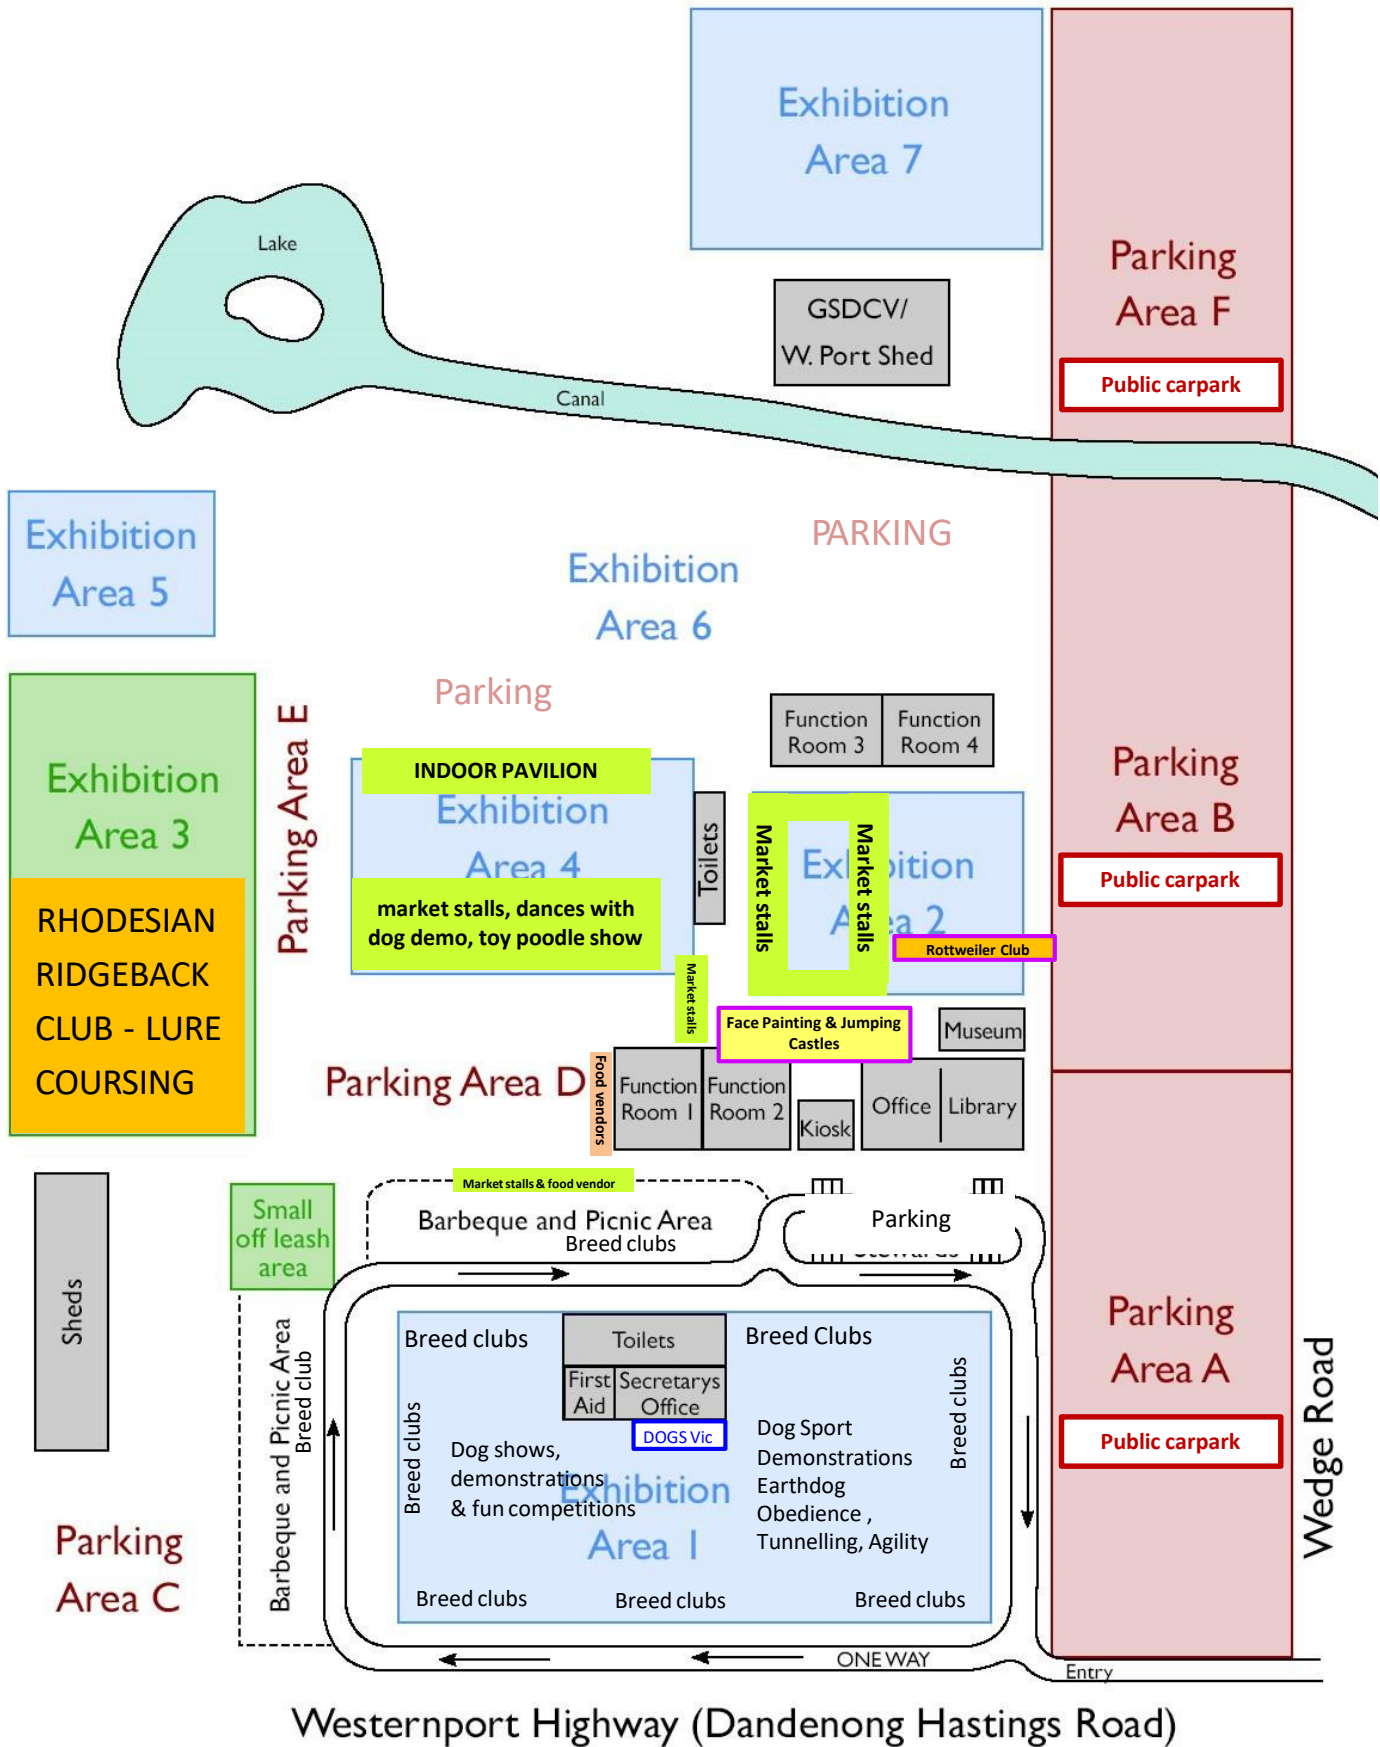 Exhibition
Area 7
Lake
Parking
Area F
GSDCV/
W. Port Shed
Public carpark
Canal
Exhibition
Area 5
PARKING
Exhibition
Area 6
Parking
Function
Room 3
Function
Room 4
Exhibition
Area 3
Parking Area E
INDOOR PAVILION
Exhibition
Area 4
market stalls, dances with
dog demo, toy poodle show
Toilets
Market stalls
Market stalls
Exhibition
Area 2
Rottweiler Club
Parking
Area B
Public carpark
RHODESIAN
RIDGEBACK
CLUB - LURE
COURSING
Market stalls
Face Painting & Jumping
Castles
Museum
Parking Area D
Food vendors
Function
Room 1
Function
Room 2
Kiosk
Office
Library
Sheds
Small
off leash
area
Market stalls & food vendor
Barbeque and Picnic Area
Breed clubs
Parking
Stewards
Barbeque and Picnic Area
Breed club
Breed clubs
Toilets
Breed Clubs
First
Aid
Secretarys
Office
DOGS Vic
Breed clubs
Dog shows,
demonstrations
& fun competitions
Exhibition
Area 1
Dog Sport
Demonstrations
Earthdog
Obedience ,
Tunnelling, Agility
Breed clubs
Breed clubs
Breed clubs
Breed clubs
Parking
Area A
Public carpark
Wedge Road
Parking
Area C
ONE WAY
Entry
Westernport Highway (Dandenong Hastings Road)